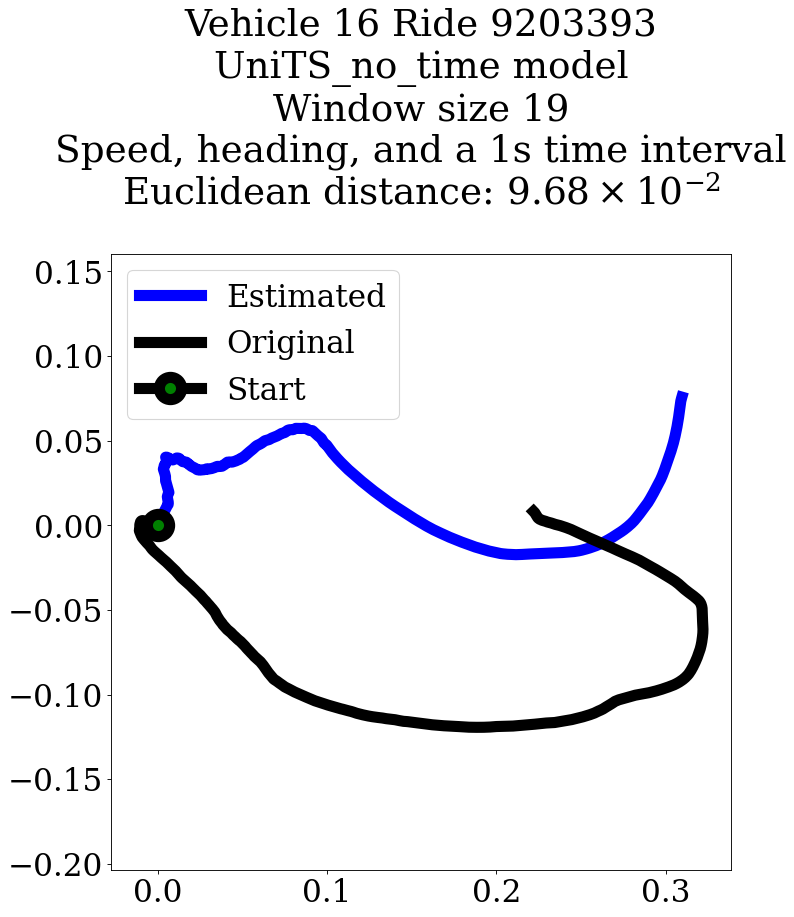 Vehicle 16 Ride 9203393
UniTS_no_time model
Window size 19
Speed, heading, and a 1s time interval
Euclidean distance: 9.68 × 10⁻²
Estimated
Original
Start
0.15
0.10
0.05
0.00
−0.05
−0.10
−0.15
−0.20
0.0 0.1 0.2 0.3